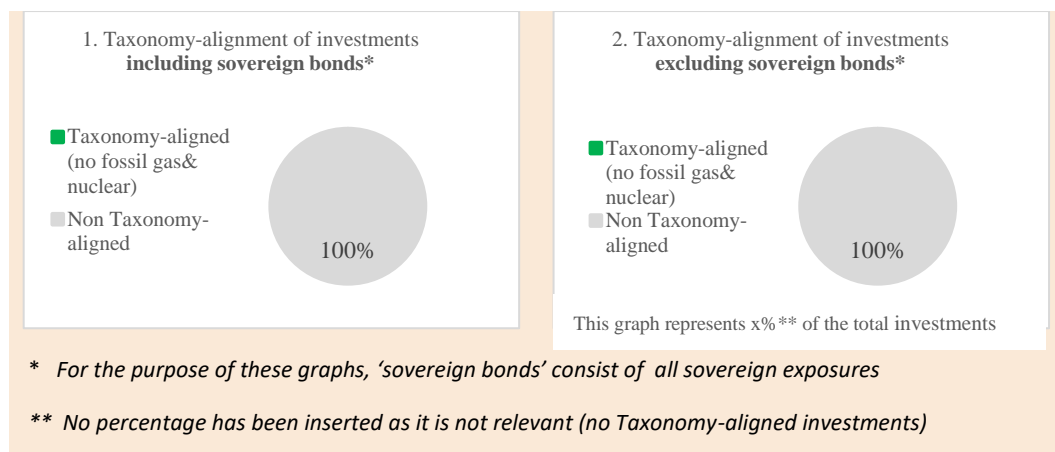 1. Taxonomy-alignment of investments
including sovereign bonds*
Taxonomy-aligned
(no fossil gas&
nuclear)
Non Taxonomy-
aligned
100%
2. Taxonomy-alignment of investments
excluding sovereign bonds*
Taxonomy-aligned
(no fossil gas&
nuclear)
Non Taxonomy-
aligned
100%
This graph represents x%** of the total investments
* For the purpose of these graphs, ‘sovereign bonds’ consist of all sovereign exposures
** No percentage has been inserted as it is not relevant (no Taxonomy-aligned investments)